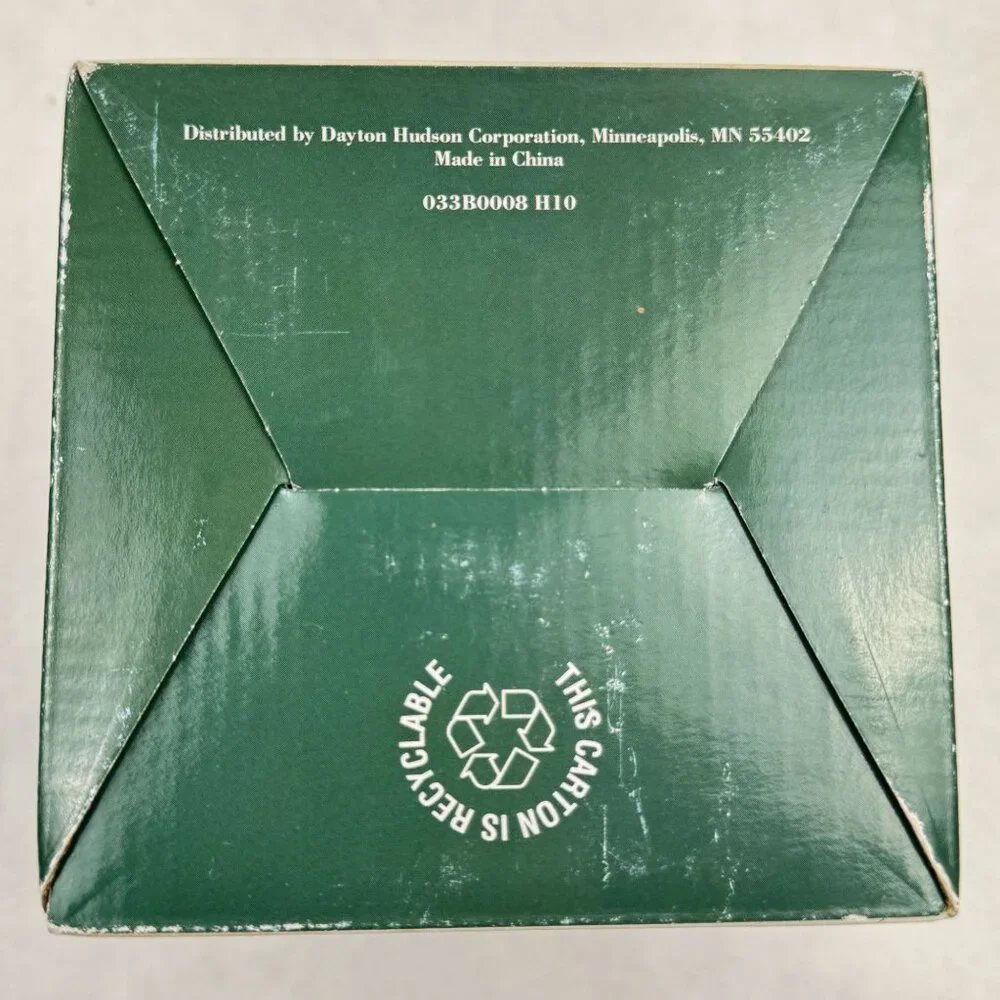 Distributed by Dayton Hudson Corporation, Minneapolis, MN 55402
Made in China
033B0008 H10
THIS CARTON IS RECYCLABLE